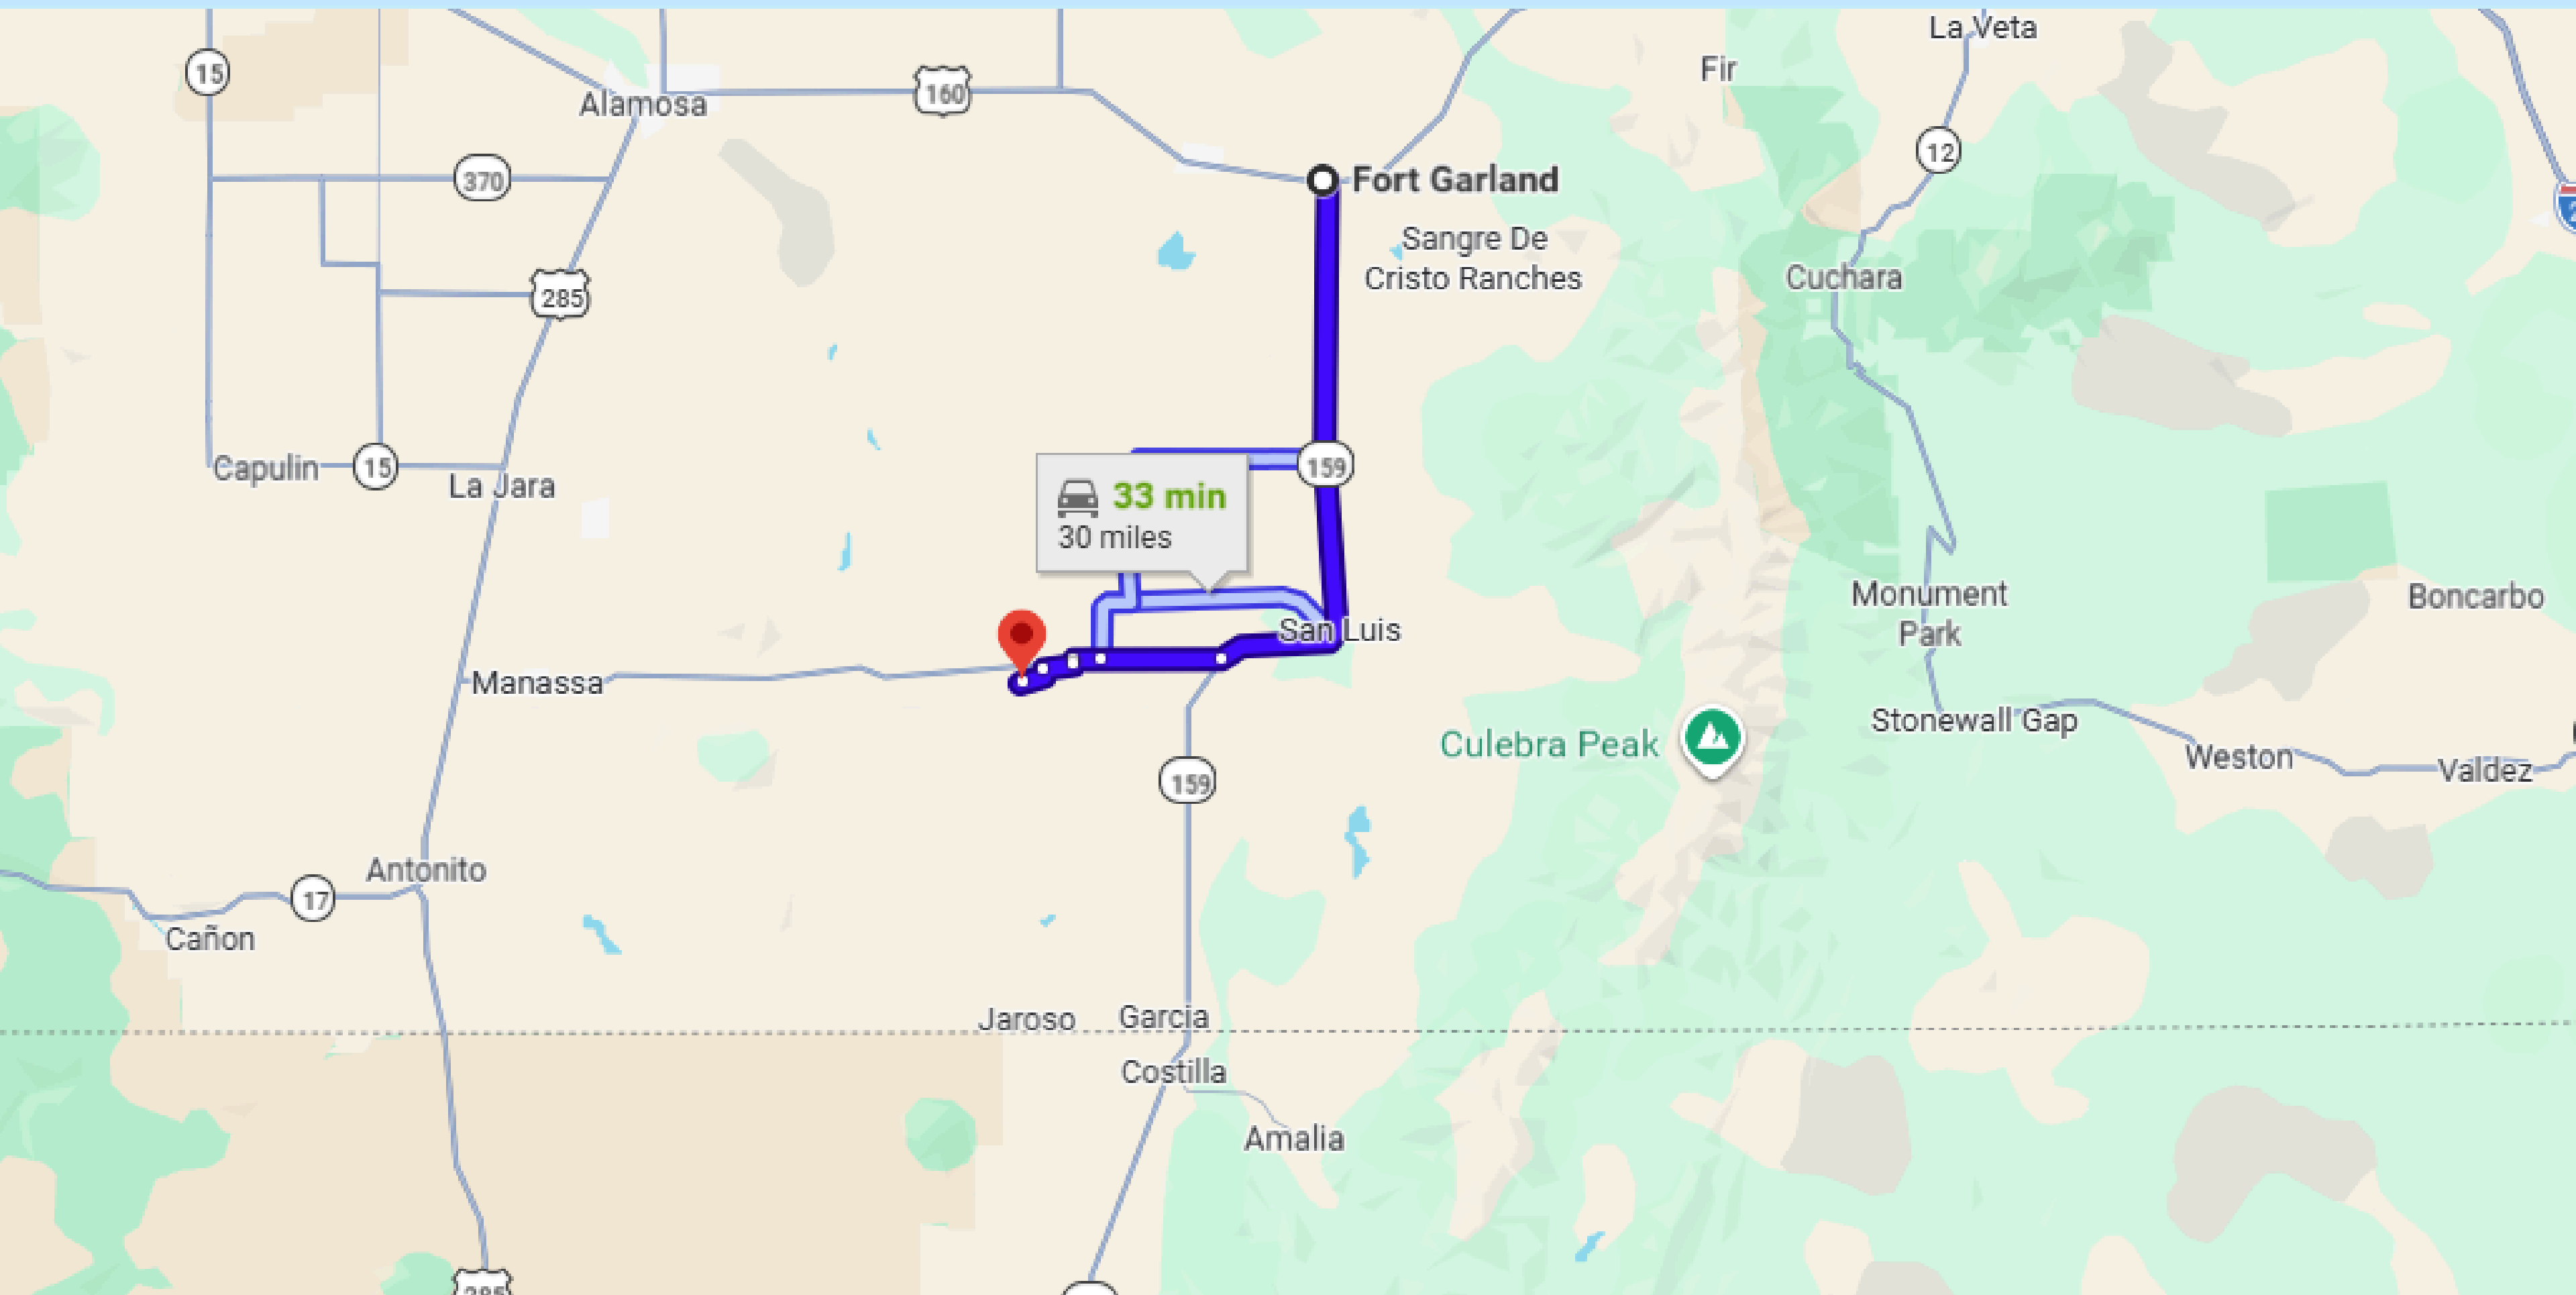 La Veta
Fir
15
Alamosa
160
12
370
Fort Garland
Sangre De
Cristo Ranches
Cuchara
285
159
Capulin
15
La Jara
33 min
30 miles
Monument
Park
Boncarbo
San Luis
Manassa
Stonewall Gap
Culebra Peak
Weston
Valdez
159
Antonito
17
Cañon
Jaroso
Garcia
Costilla
Amalia
285